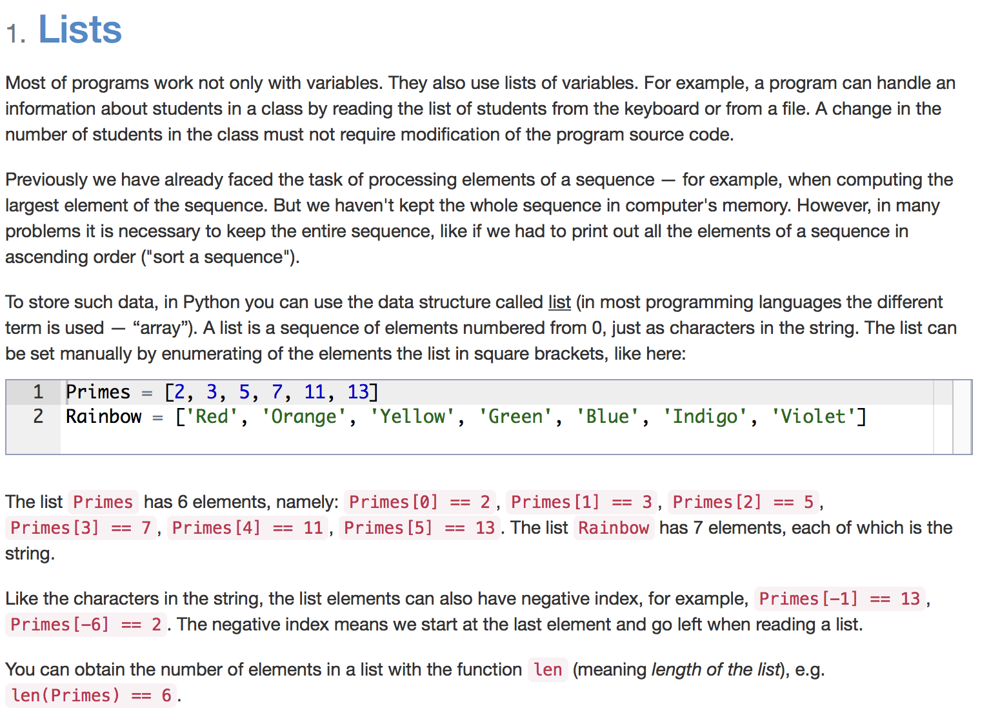 1. Lists
Most of programs work not only with variables. They also use lists of variables. For example, a program can handle an
information about students in a class by reading the list of students from the keyboard or from a file. A change in the
number of students in the class must not require modification of the program source code.
Previously we have already faced the task of processing elements of a sequence — for example, when computing the
largest element of the sequence. But we haven't kept the whole sequence in computer's memory. However, in many
problems it is necessary to keep the entire sequence, like if we had to print out all the elements of a sequence in
ascending order ("sort a sequence").
To store such data, in Python you can use the data structure called list (in most programming languages the different
term is used — “array”). A list is a sequence of elements numbered from 0, just as characters in the string. The list can
be set manually by enumerating of the elements the list in square brackets, like here:
1 Primes = [2, 3, 5, 7, 11, 13]
2 Rainbow = ['Red', 'Orange', 'Yellow', 'Green', 'Blue', 'Indigo', 'Violet']
The list Primes has 6 elements, namely: Primes[0] == 2, Primes[1] == 3, Primes[2] == 5,
Primes[3] == 7, Primes[4] == 11, Primes[5] == 13. The list Rainbow has 7 elements, each of which is the
string.
Like the characters in the string, the list elements can also have negative index, for example, Primes[-1] == 13,
Primes[-6] == 2. The negative index means we start at the last element and go left when reading a list.
You can obtain the number of elements in a list with the function len (meaning length of the list), e.g.
len(Primes) == 6.